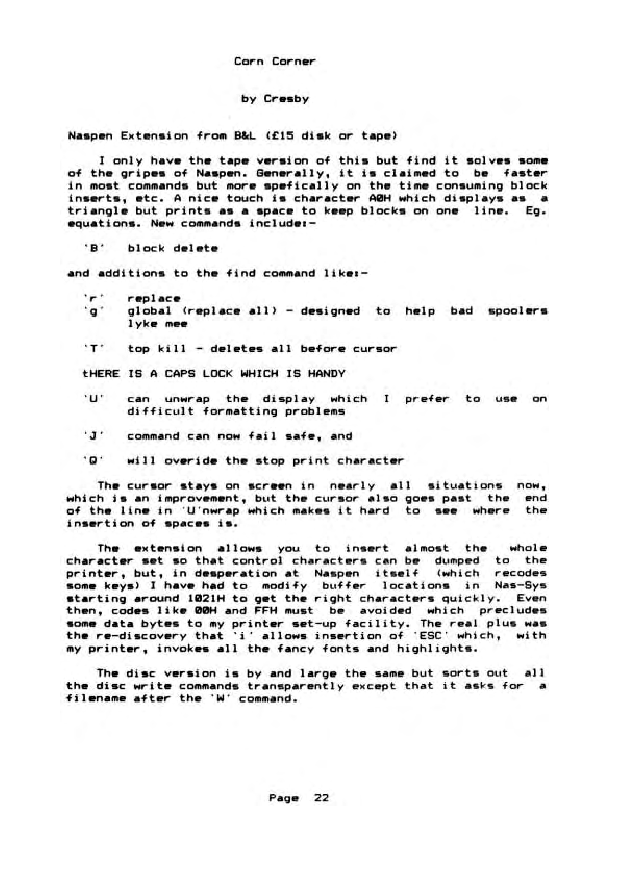 Corn Corner
by Cresby
Naspen Extension from B&L (£15 disk or tape)
I only have the tape version of this but find it solves some
of the gripes of Naspen. Generally, it is claimed to be faster
in most commands but more spefically on the time consuming block
inserts, etc. A nice touch is character A0H which displays as a
triangle but prints as a space to keep blocks on one line. Eg.
equations. New commands include:-
'B' block delete
and additions to the find command like:-
'r' replace
'g' global (replace all) - designed to help bad spoolers
lyke mee
'T' top kill - deletes all before cursor
tHERE IS A CAPS LOCK WHICH IS HANDY
'U' can unwrap the display which I prefer to use on
difficult formatting problems
'J' command can now fail safe, and
'Q' will overide the stop print character
The cursor stays on screen in nearly all situations now,
which is an improvement, but the cursor also goes past the end
of the line in 'U'nwrap which makes it hard to see where the
insertion of spaces is.
The extension allows you to insert almost the whole
character set so that control characters can be dumped to the
printer, but, in desperation at Naspen itself (which recodes
some keys) I have had to modify buffer locations in Nas-Sys
starting around 1021H to get the right characters quickly. Even
then, codes like 00H and FFH must be avoided which precludes
some data bytes to my printer set-up facility. The real plus was
the re-discovery that 'i' allows insertion of 'ESC' which, with
my printer, invokes all the fancy fonts and highlights.
The disc version is by and large the same but sorts out all
the disc write commands transparently except that it asks for a
filename after the 'W' command.
Page 22